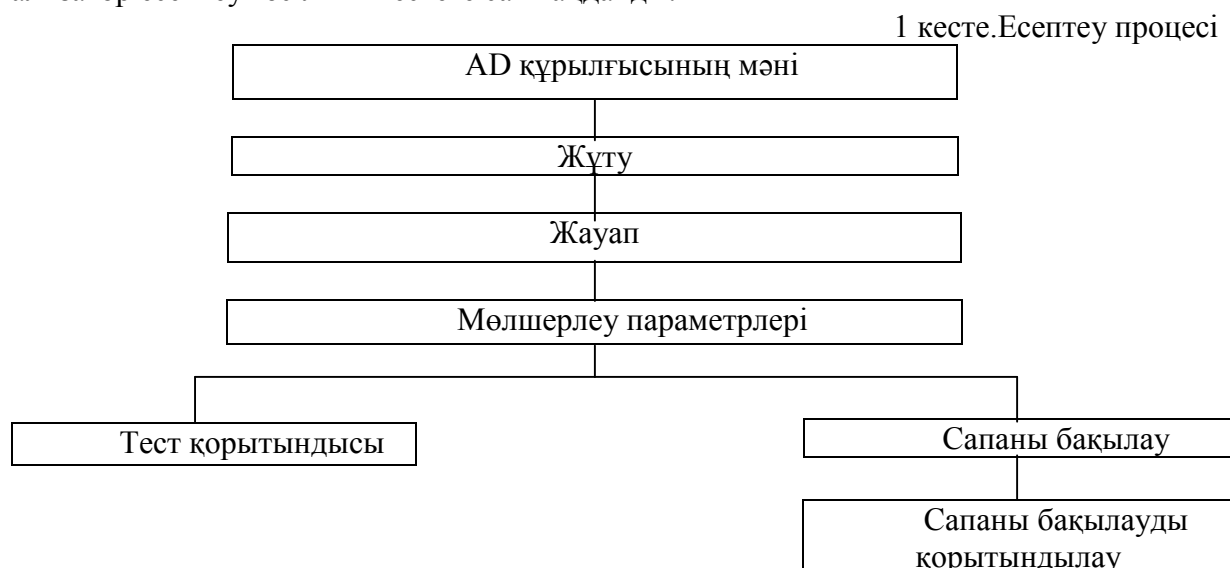 1 кесте.Есептеу процесі
AD құрылғысының мәні
Жұту
Жауап
Мөлшерлеу параметрлері
Тест қорытындысы
Сапаны бақылау
Сапаны бақылауды
қорытындылау